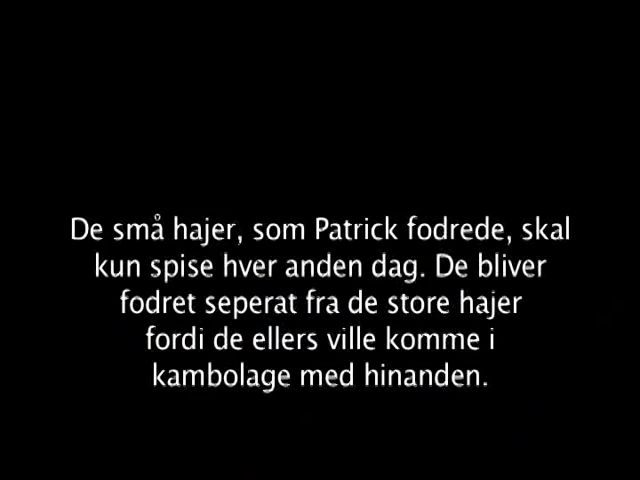 De små hajer, som Patrick fodrede, skal
kun spise hver anden dag. De bliver
fodret seperat fra de store hajer
fordi de ellers ville komme i
kambolage med hinanden.